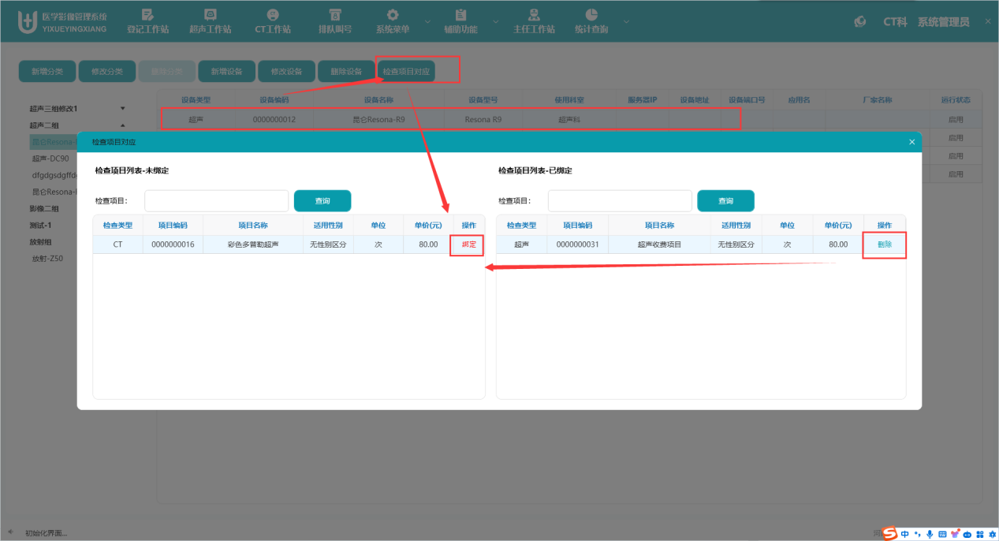 医学影像管理系统
YIXUEYINGXIANG
登记工作站
超声工作站
CT工作站
排队叫号
系统菜单
辅助功能
主任工作站
统计查询
CT科 系统管理员
新增分类
修改分类
删除分类
新增设备
修改设备
删除设备
检查项目对应
超声三组修改1
超声二组
昆仑Resona-
超声-DC90
dfgdgsdgffd
昆仑Resona-
影像二组
测试-1
放射组
放射-Z50
设备类型 设备编码 设备名称 设备型号 使用科室 服务器IP 设备地址 设备端口号 应用名 厂家名称 运行状态
超声 0000000012 昆仑Resona-R9 Resona R9 超声科 启用
启用
启用
启用
检查项目对应
检查项目列表-未绑定
检查项目：
查询
检查类型 项目编码 项目名称 适用性别 单位 单价(元) 操作
CT 0000000016 彩色多普勒超声 无性别区分 次 80.00 绑定
检查项目列表-已绑定
检查项目：
查询
检查类型 项目编码 项目名称 适用性别 单位 单价(元) 操作
超声 0000000031 超声收费项目 无性别区分 次 80.00 删除
初始化界面...
中